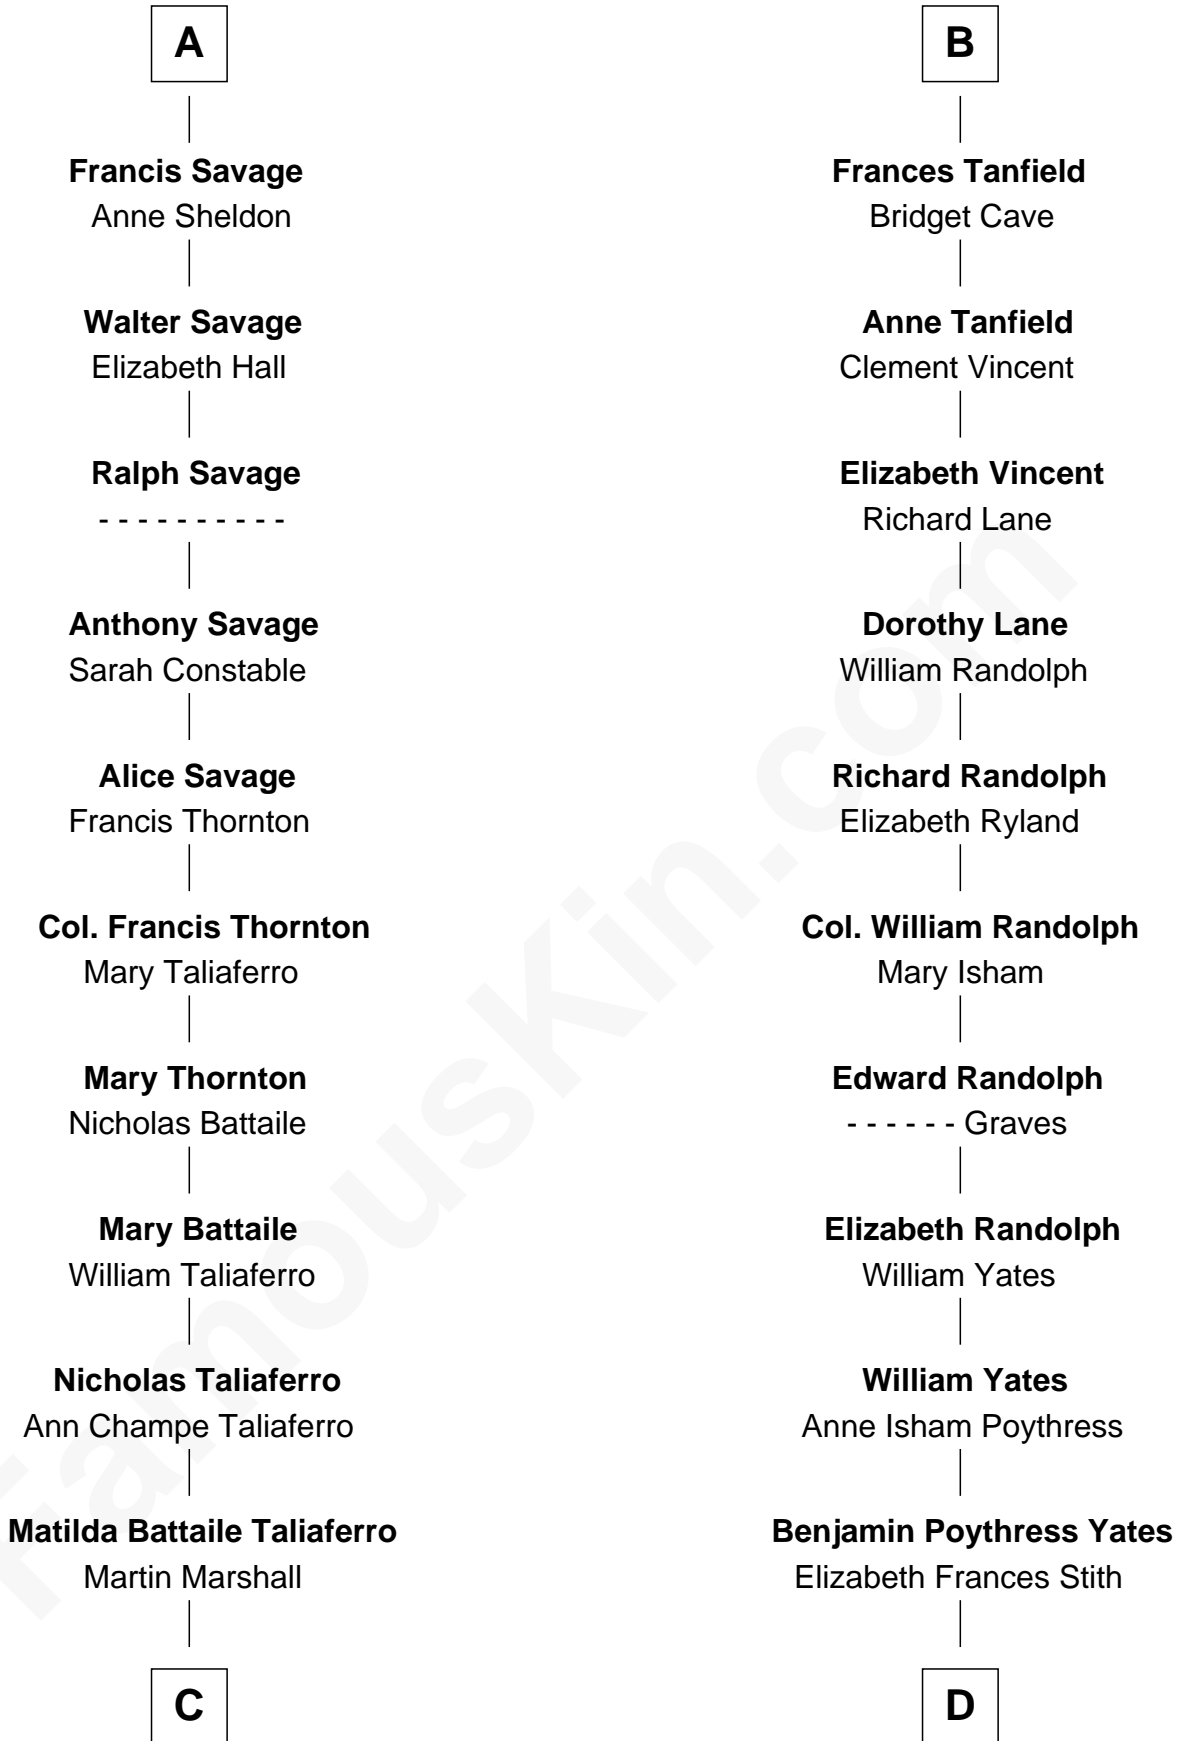 A
Francis Savage
Anne Sheldon
Walter Savage
Elizabeth Hall
Ralph Savage
- - - - - - - - - -
Anthony Savage
Sarah Constable
Alice Savage
Francis Thornton
Col. Francis Thornton
Mary Taliaferro
Mary Thornton
Nicholas Battaile
Mary Battaile
William Taliaferro
Nicholas Taliaferro
Ann Champe Taliaferro
Matilda Battaile Taliaferro
Martin Marshall
C
B
Frances Tanfield
Bridget Cave
Anne Tanfield
Clement Vincent
Elizabeth Vincent
Richard Lane
Dorothy Lane
William Randolph
Richard Randolph
Elizabeth Ryland
Col. William Randolph
Mary Isham
Edward Randolph
- - - - - - Graves
Elizabeth Randolph
William Yates
William Yates
Anne Isham Poythress
Benjamin Poythress Yates
Elizabeth Frances Stith
D
FamousKin.com